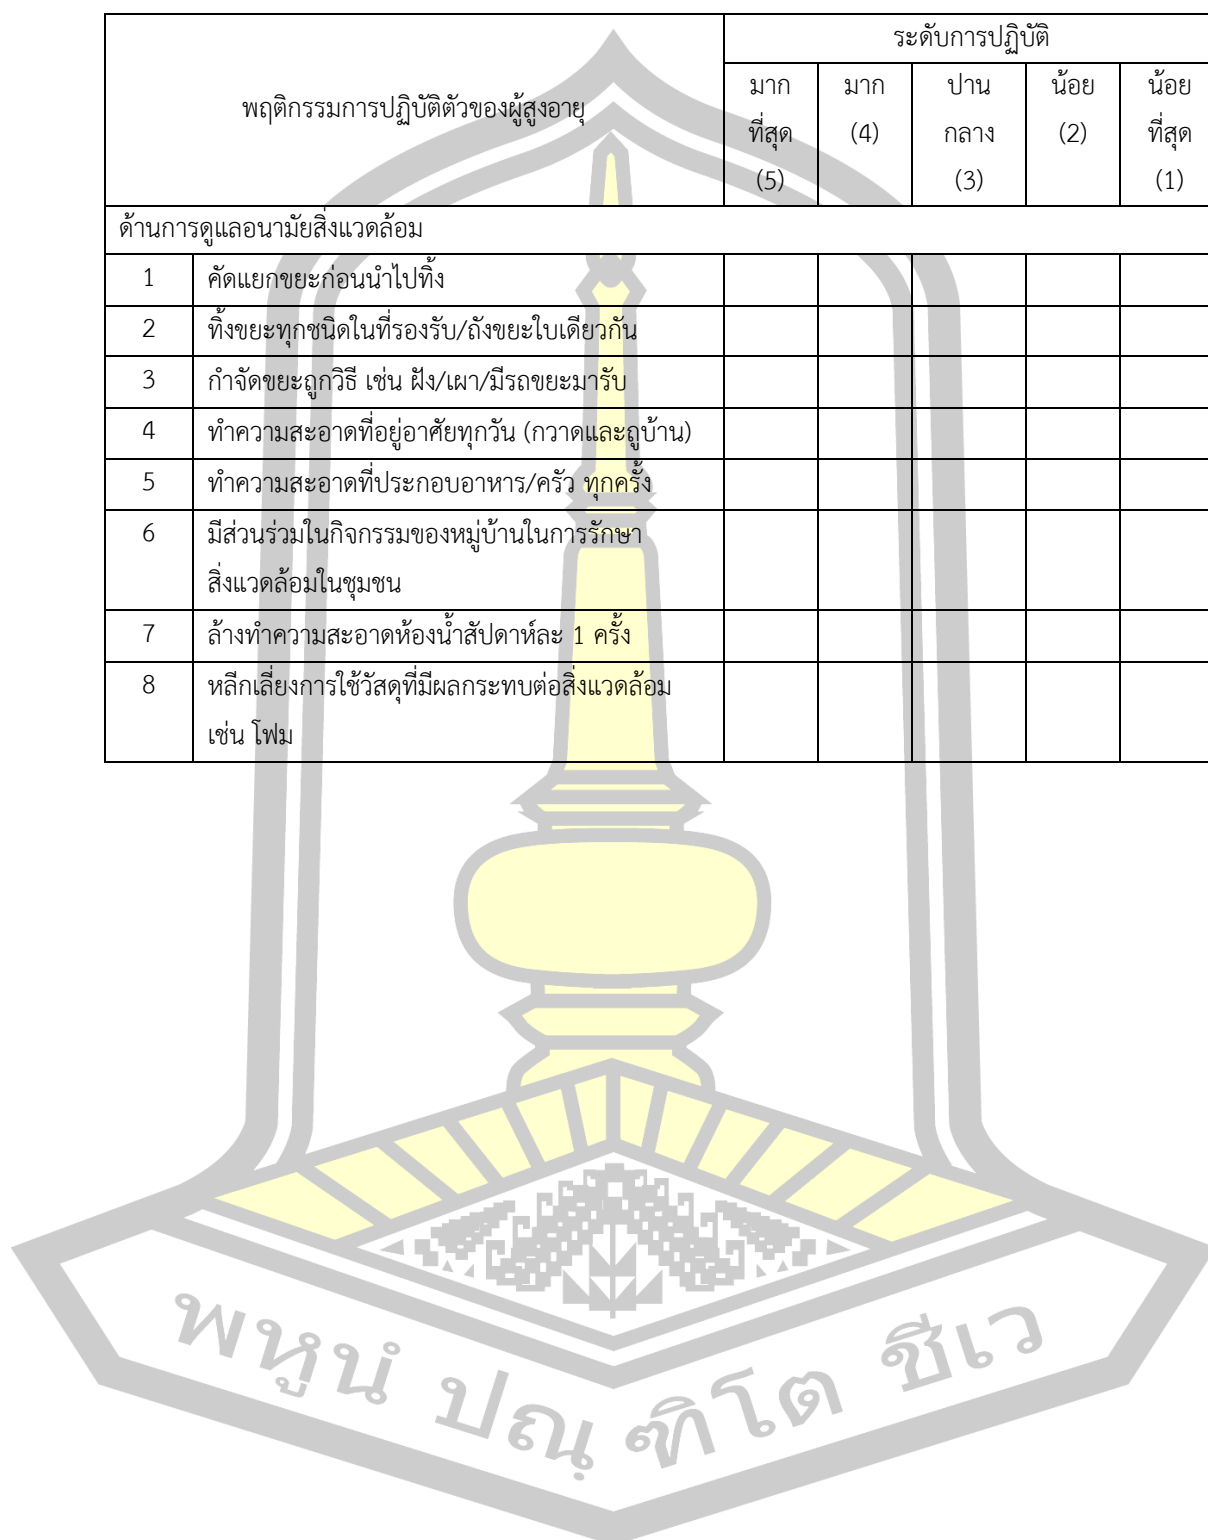 พฤติกรรมการปฏิบัติตัวของผู้สูงอายุ
ระดับการปฏิบัติ
มากที่สุด (5)
มาก (4)
ปานกลาง (3)
น้อย (2)
น้อยที่สุด (1)
ด้านการดูแลอนามัยสิ่งแวดล้อม
1 คัดแยกขยะก่อนนำไปทิ้ง
2 ทิ้งขยะทุกชนิดในที่รองรับ/ถังขยะใบเดียวกัน
3 กำจัดขยะถูกวิธี เช่น ฝัง/เผา/มีรถขยะมารับ
4 ทำความสะอาดที่อยู่อาศัยทุกวัน (กวาดและถูบ้าน)
5 ทำความสะอาดที่ประกอบอาหาร/ครัว ทุกครั้ง
6 มีส่วนร่วมในกิจกรรมของหมู่บ้านในการรักษา
สิ่งแวดล้อมในชุมชน
7 ล้างทำความสะอาดห้องน้ำสัปดาห์ละ 1 ครั้ง
8 หลีกเลี่ยงการใช้วัสดุที่มีผลกระทบต่อสิ่งแวดล้อม
เช่น โฟม
พหูนํ ปณฺฑิโต ชีเว